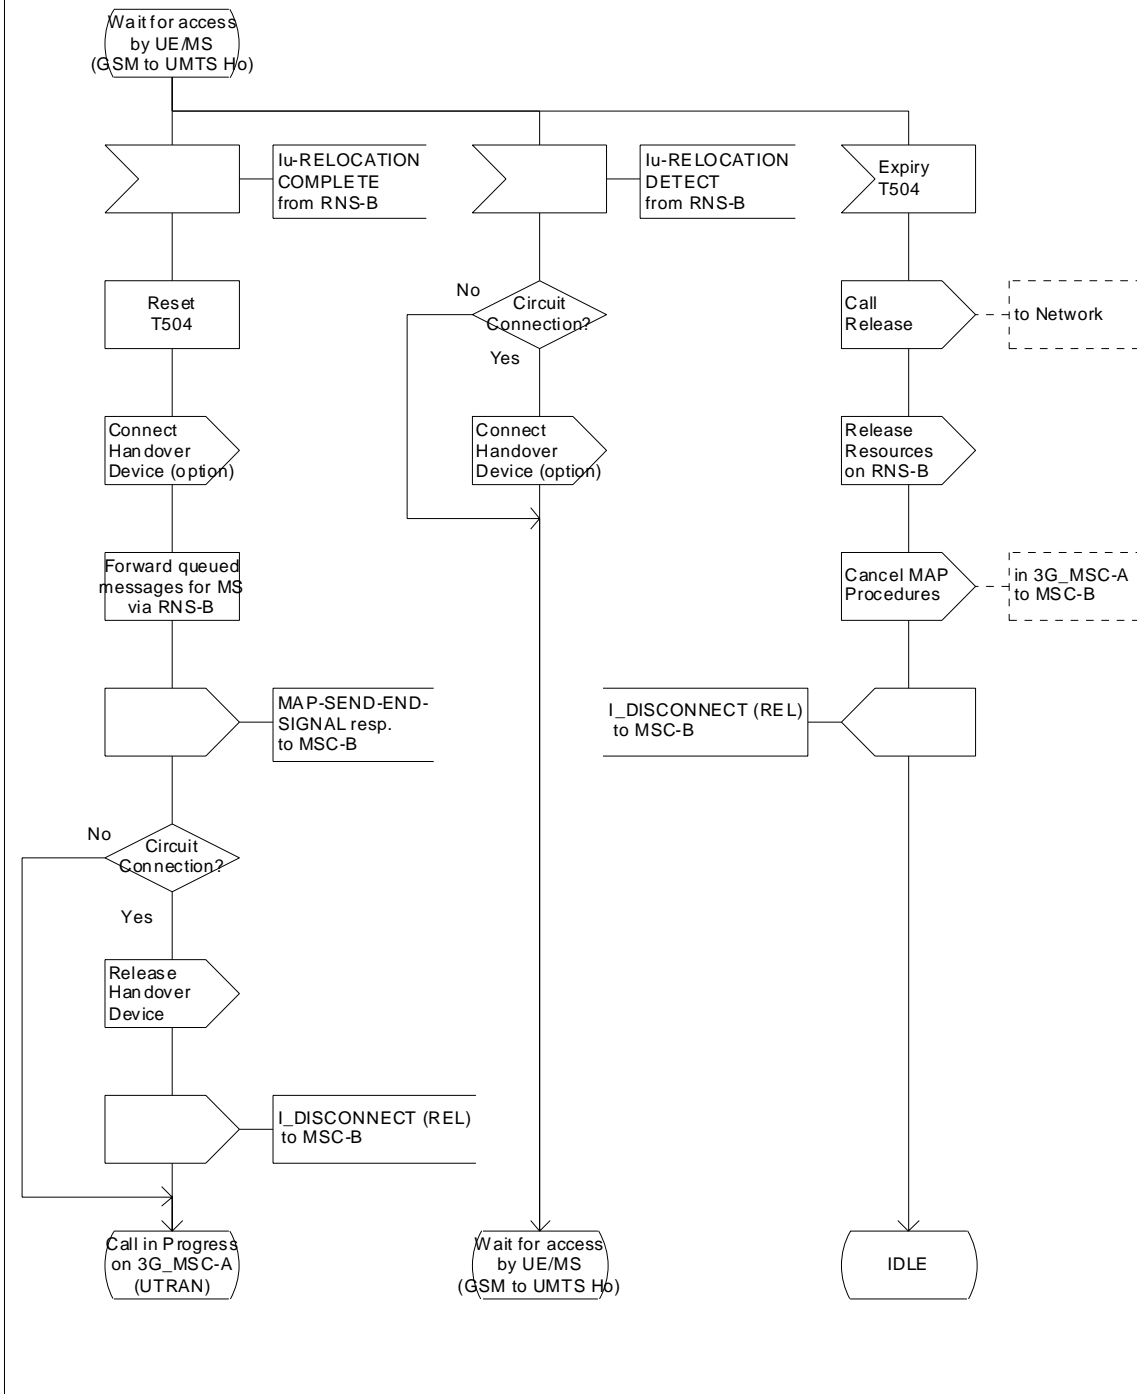 Wait for access
by UE/MS
(GSM to UMTS Ho)
Iu-RELOCATION
COMPLETE
from RNS-B
Iu-RELOCATION
DETECT
from RNS-B
Expiry
T504
Reset
T504
No
Circuit
Connection?
Yes
Call
Release
to Network
Connect
Handover
Device (option)
Connect
Handover
Device (option)
Release
Resources
on RNS-B
Forward queued
messages for MS
via RNS-B
Cancel MAP
Procedures
in 3G_MSC-A
to MSC-B
MAP-SEND-END-
SIGNAL resp.
to MSC-B
I_DISCONNECT (REL)
to MSC-B
No
Circuit
Connection?
Yes
Release
Handover
Device
I_DISCONNECT (REL)
to MSC-B
Call in Progress
on 3G_MSC-A
(UTRAN)
Wait for access
by UE/MS
(GSM to UMTS Ho)
IDLE